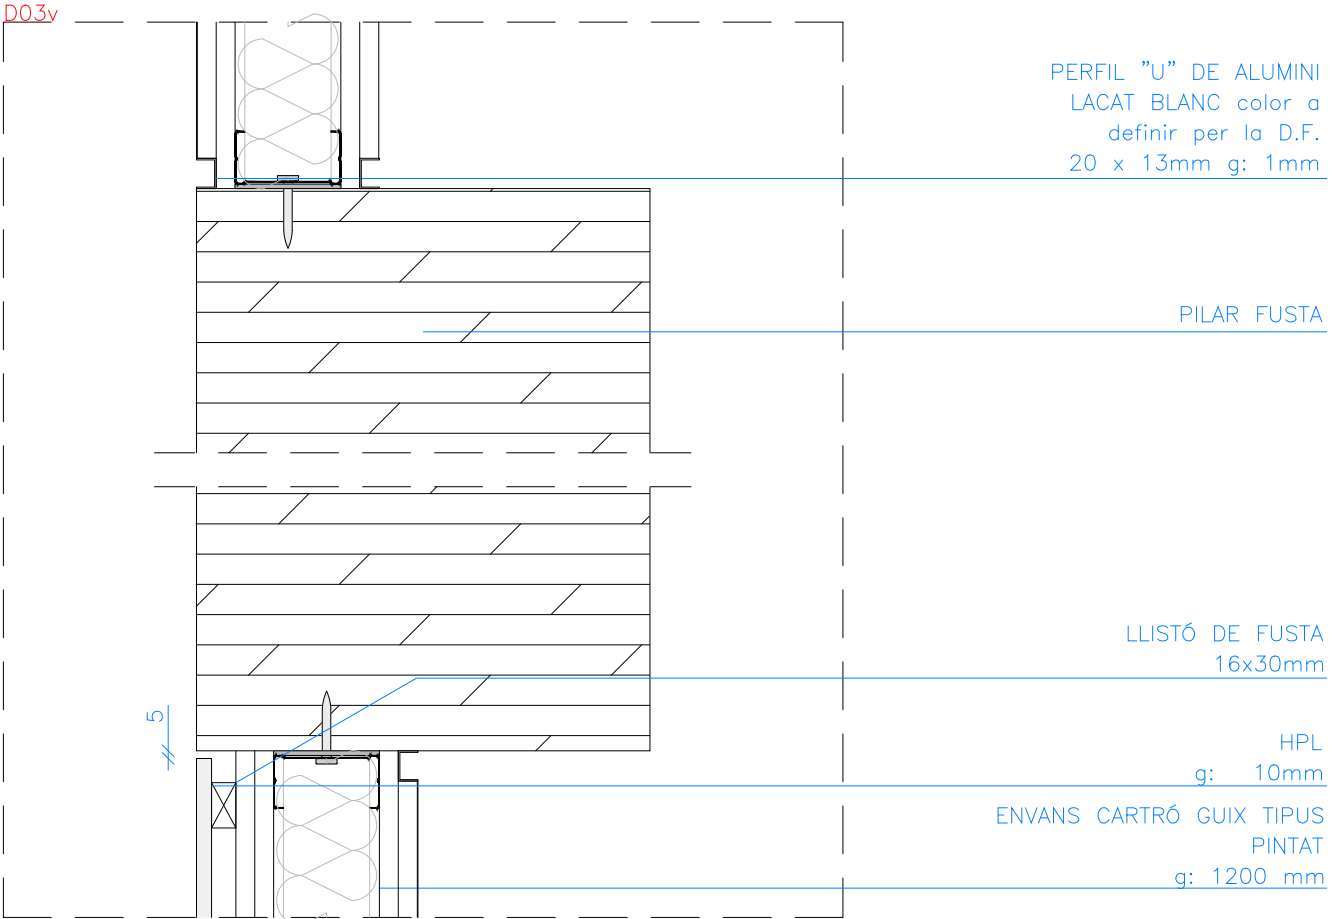 D03v
PERFIL "U" DE ALUMINI
LACAT BLANC color a
definir per la D.F.
20 x 13mm g: 1mm
PILAR FUSTA
LLISTÓ DE FUSTA
16x30mm
5
HPL
g: 10mm
ENVANS CARTRÓ GUIX TIPUS
PINTAT
g: 1200 mm